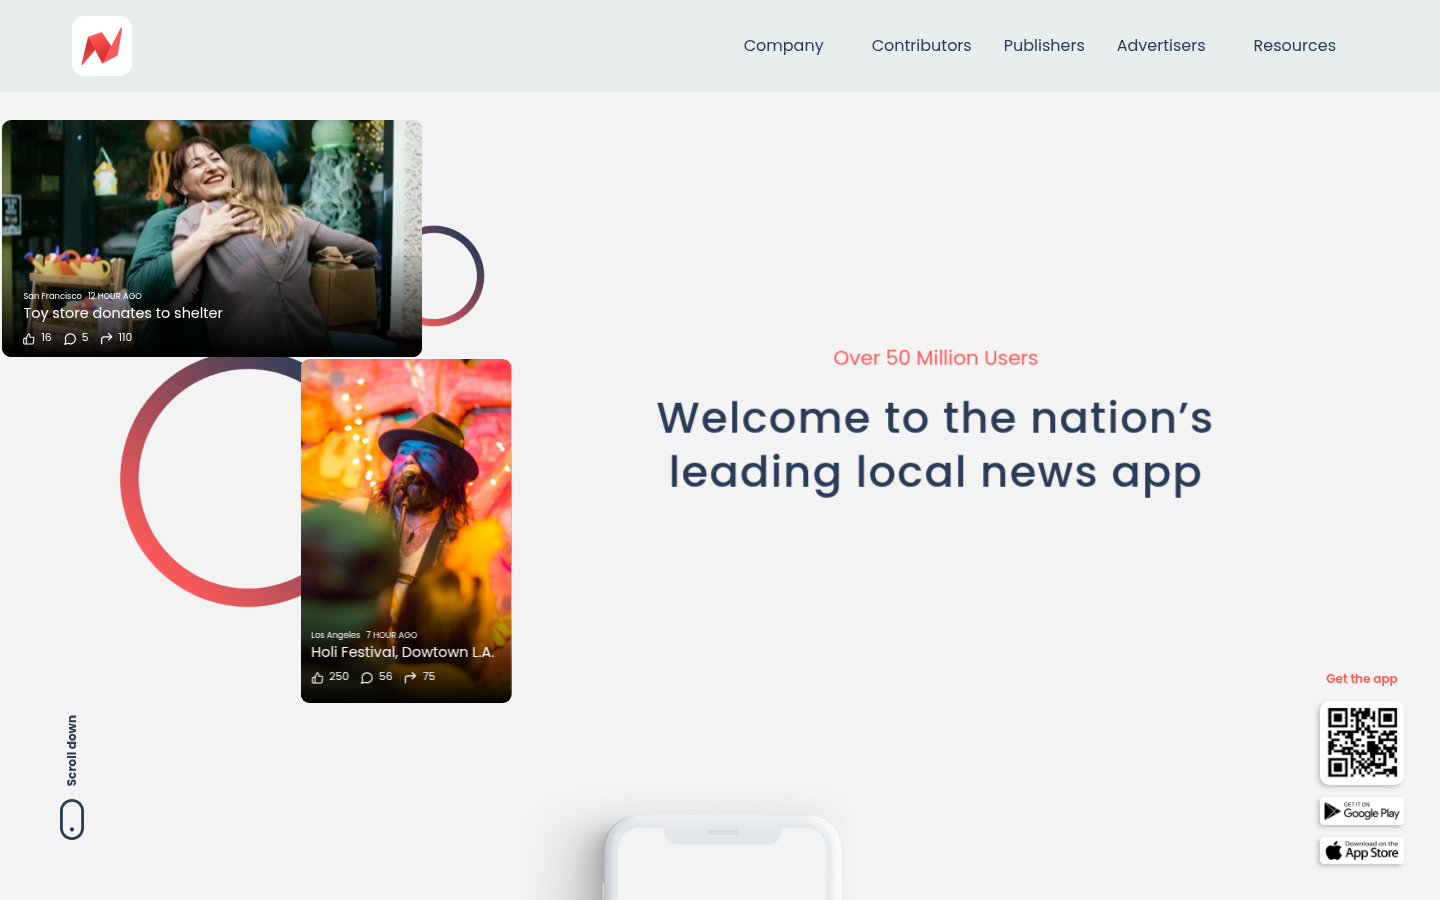 Company
Contributors
Publishers
Advertisers
Resources
San Francisco 12 HOUR AGO
Toy store donates to shelter
16 5 110
Over 50 Million Users
Welcome to the nation’s
leading local news app
Los Angeles 7 HOUR AGO
Holi Festival, Dowtown L.A.
250 56 75
Scroll down
Get the app
GET IT ON
Google Play
Download on the
App Store